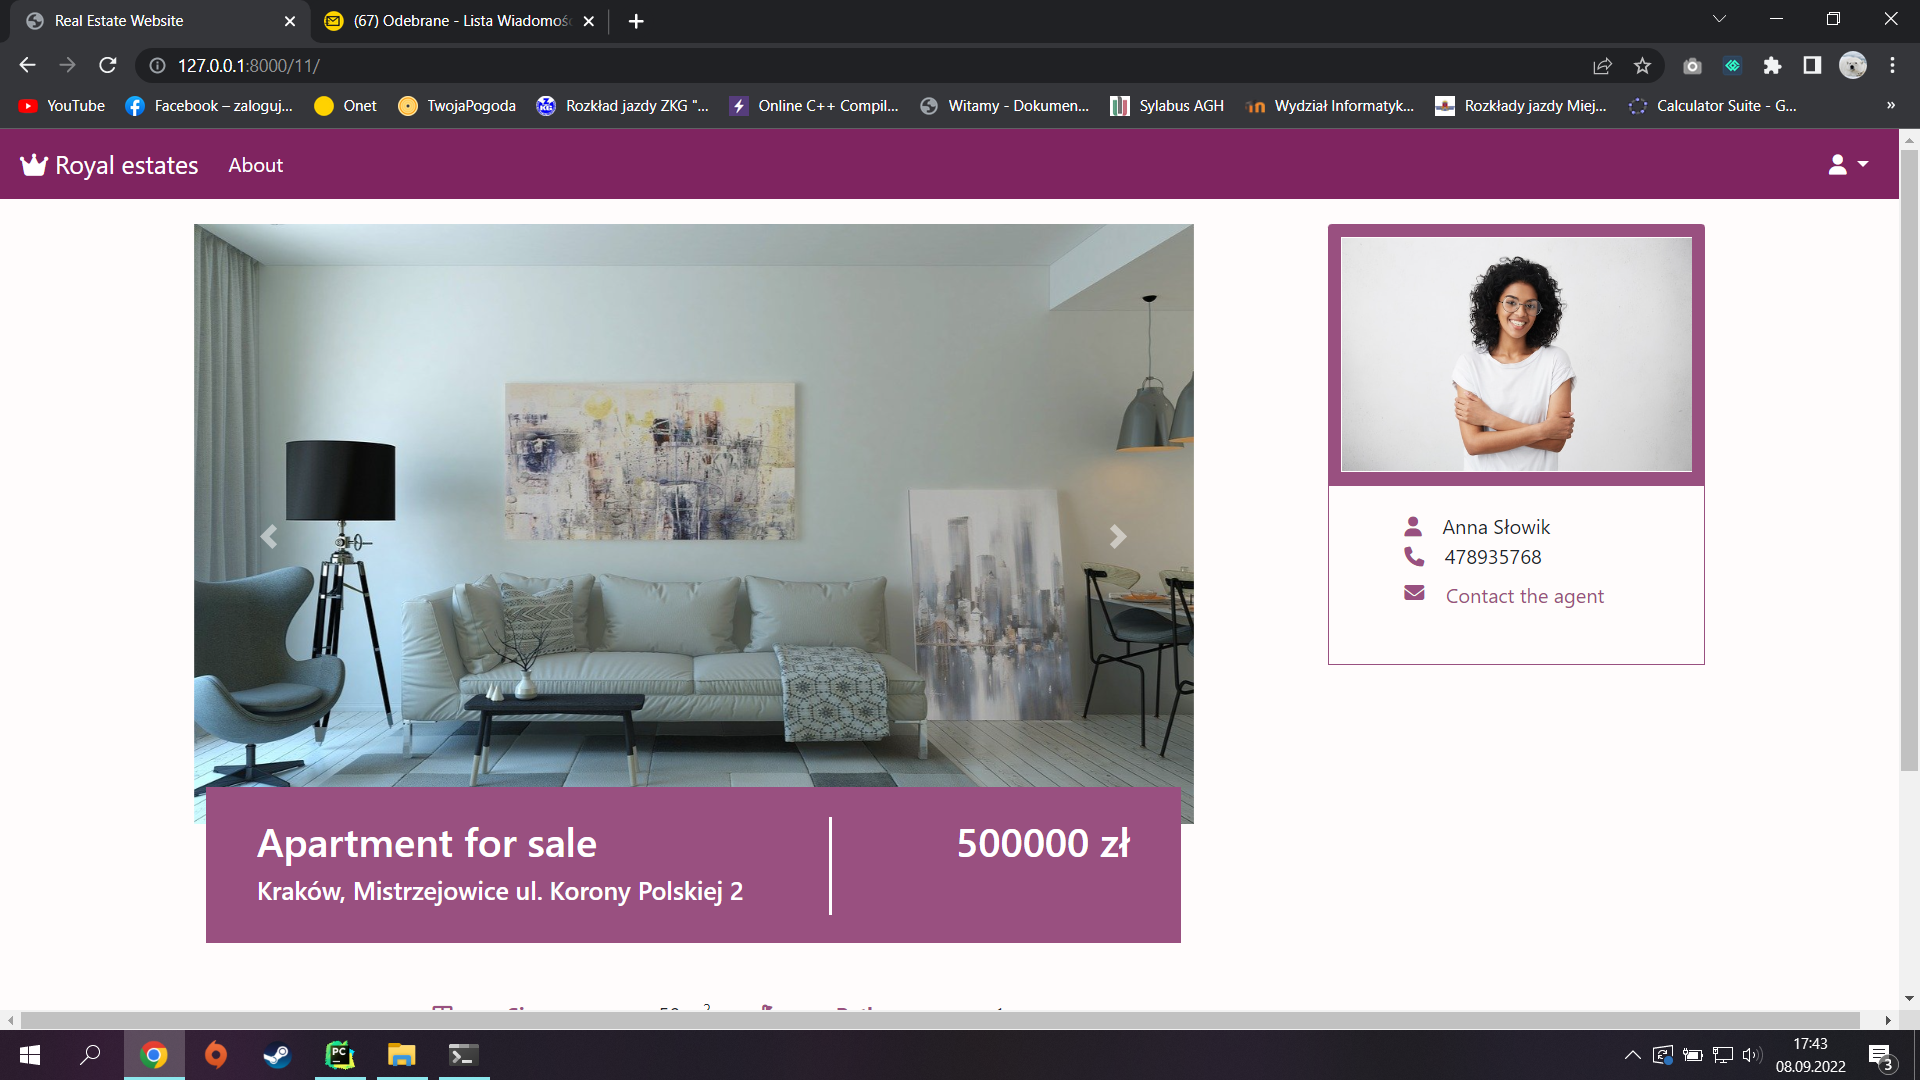 Real Estate Website
(67) Odebrane - Lista Wiadomośc
127.0.0.1:8000/11/
YouTube
Facebook – zaloguj...
Onet
TwojaPogoda
Rozkład jazdy ZKG "...
Online C++ Compil...
Witamy - Dokumen...
Sylabus AGH
Wydział Informatyk...
Rozkłady jazdy Miej...
Calculator Suite - G...
»
Royal estates
About
Anna Słowik
478935768
Contact the agent
Apartment for sale
500000 zł
Kraków, Mistrzejowice ul. Korony Polskiej 2
17:43
08.09.2022
3